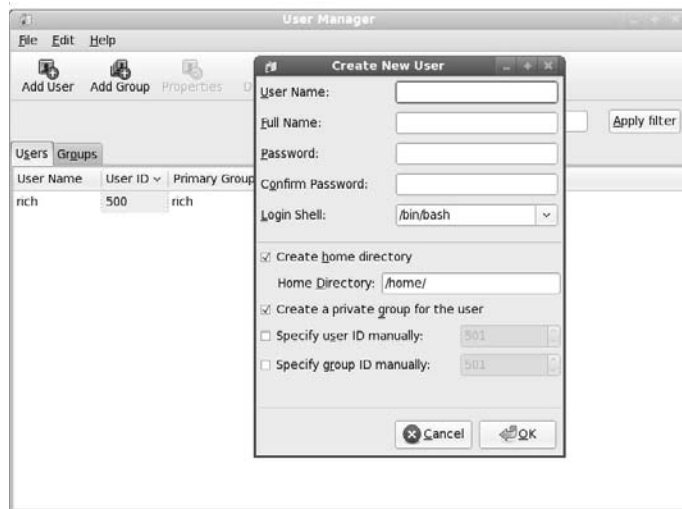 User Manager
File Edit Help
Add User Add Group Properties D
Apply filter
Users Groups
User Name User ID Primary Group
rich 500 rich
Create New User
User Name:
Full Name:
Password:
Confirm Password:
Login Shell: /bin/bash
Create home directory
Home Directory: /home/
Create a private group for the user
Specify user ID manually: 501
Specify group ID manually: 501
Cancel OK